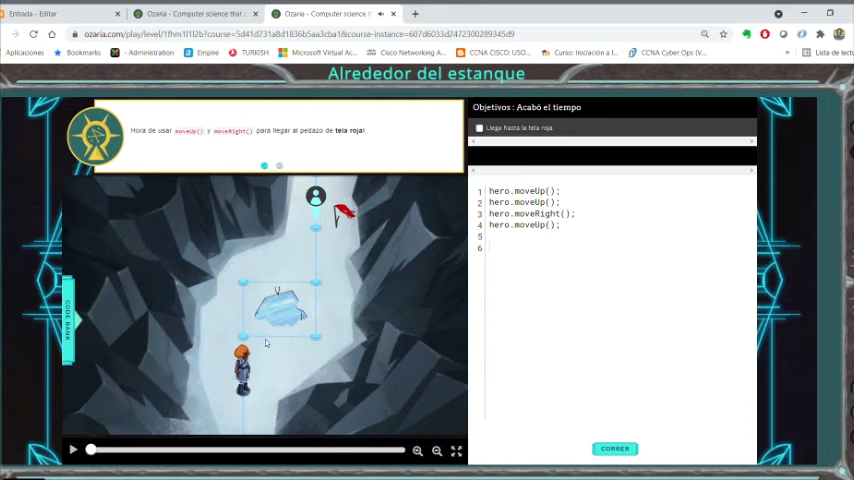 Entrada - Editar
Ozaria - Computer science that c
Ozaria - Computer science th
ozaria.com/play/level/1fhm1l1l2b?course=5d41d731a8d1836b5aa3cba1&course-instance=607d6033d2472300289345d9
Aplicaciones
Bookmarks
- Administration
Empire
TURKISH
Microsoft Virtual Ac...
Cisco Networking A...
CCNA CISCO: USO...
Curso: Iniciación a l...
CCNA Cyber Ops (V...
»
Lista de lectu
Alrededor del estanque
Hora de usar moveUp() y moveRight() para llegar al pedazo de tela roja!
Objetivos : Acabó el tiempo
Llega hasta la tela roja.
1 hero.moveUp();
2 hero.moveUp();
3 hero.moveRight();
4 hero.moveUp();
5
6
CODE BANK
CORRER